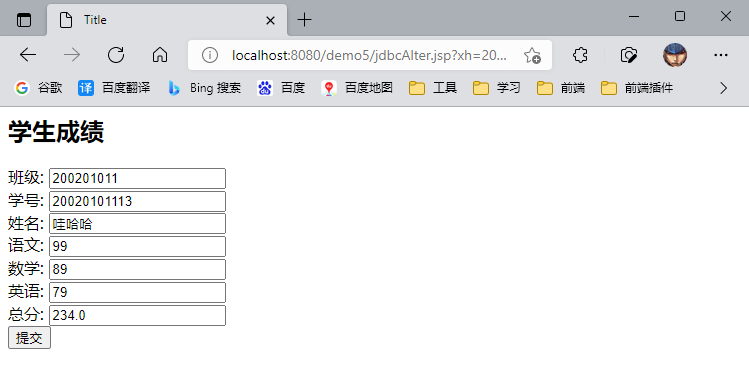 Title
localhost:8080/demo5/jdbcAlter.jsp?xh=20...
谷歌 译 百度翻译 Bing 搜索 百度 百度地图 工具 学习 前端 前端插件
学生成绩
班级: 200201011
学号: 20020101113
姓名: 哇哈哈
语文: 99
数学: 89
英语: 79
总分: 234.0
提交